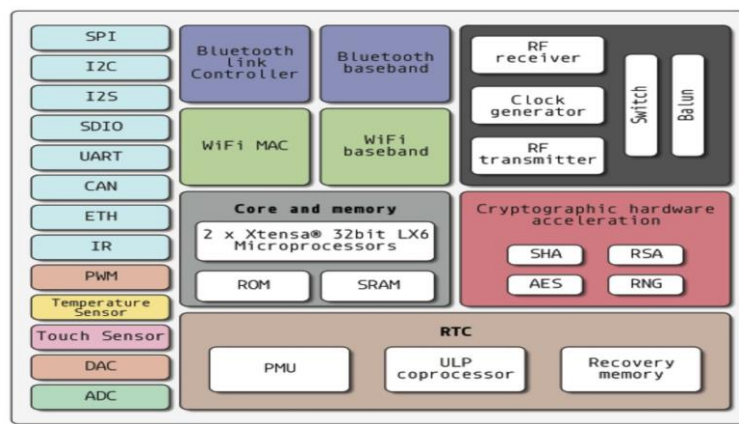 SPI
I2C
I2S
SDIO
UART
CAN
ETH
IR
PWM
Temperature
Sensor
Touch Sensor
DAC
ADC
Bluetooth
link
Controller
Bluetooth
baseband
WiFi MAC
WiFi
baseband
RF
receiver
Clock
generator
RF
transmitter
Switch
Balun
Core and memory
2 x Xtensa® 32bit LX6
Microprocessors
ROM
SRAM
Cryptographic hardware
acceleration
SHA
RSA
AES
RNG
RTC
PMU
ULP
coprocessor
Recovery
memory